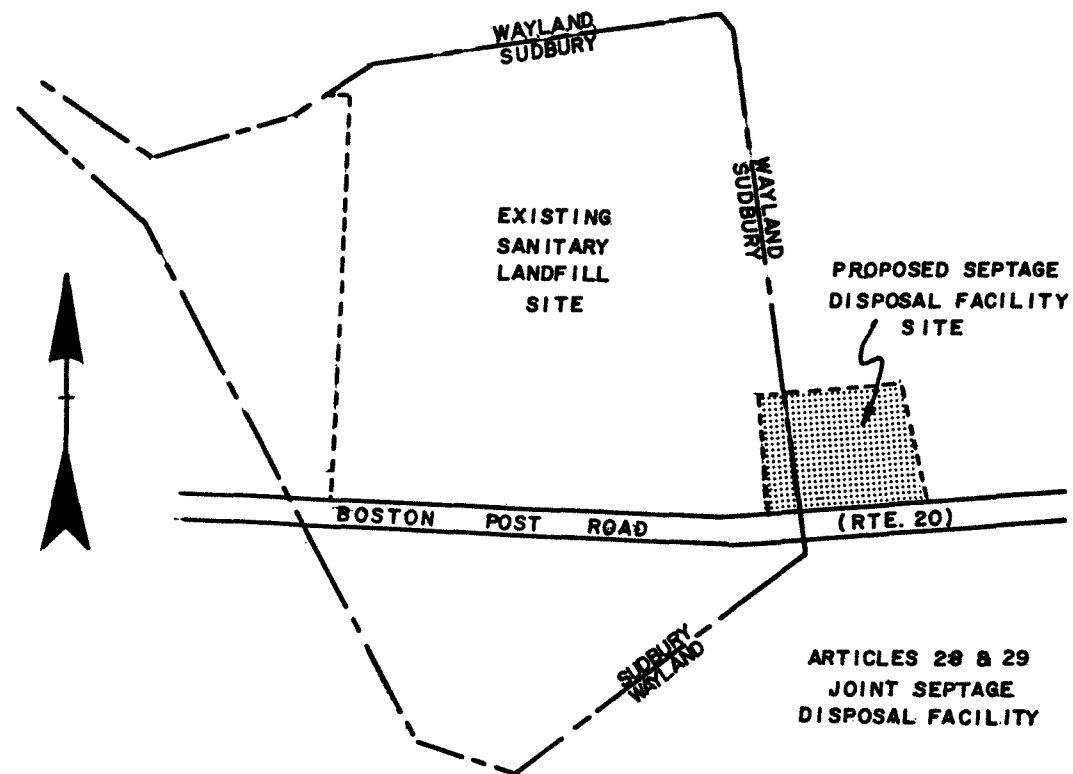 WAYLAND
SUDBURY
WAYLAND
SUDBURY
EXISTING
SANITARY
LANDFILL
SITE
PROPOSED SEPTAGE
DISPOSAL FACILITY
SITE
BOSTON POST ROAD (RTE. 20)
SUDBURY
WAYLAND
ARTICLES 28 & 29
JOINT SEPTAGE
DISPOSAL FACILITY